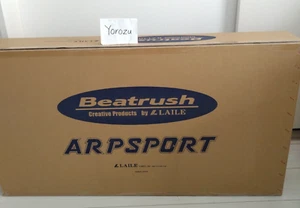 Yorozu
Beatrush
Creative Products by LAILE
ARPSPORT
LAILE